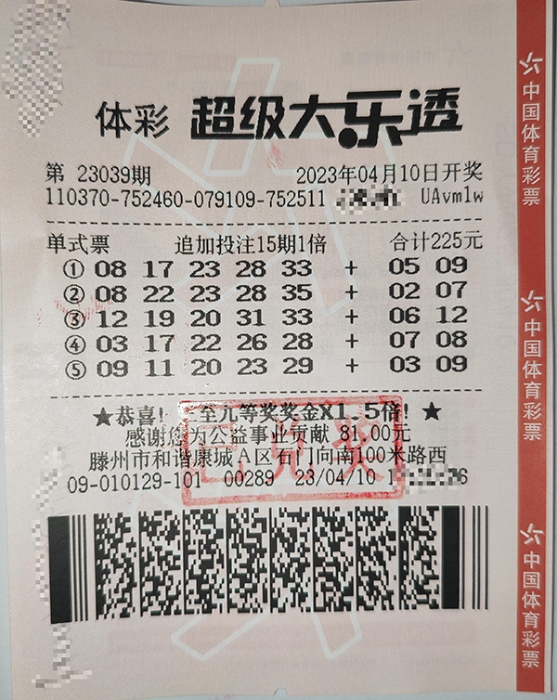 体彩 超级大乐透
第 23039期 2023年04月10日开奖
110370-752460-079109-752511 UAvm1w
单式票 追加投注15期1倍 合计225元
① 08 17 23 28 33 + 05 09
② 08 22 23 28 35 + 02 07
③ 12 19 20 31 33 + 06 12
④ 03 17 22 26 28 + 07 08
⑤ 09 11 20 23 29 + 03 09
★恭喜! 至九等奖奖金X1.5倍! ★
感谢您为公益事业贡献 81.00元
滕州市和谐康城A区石门向南100米路西
09-010129-101 00289 23/04/10
已兑奖
中国体育彩票
中国体育彩票
中国体育彩票